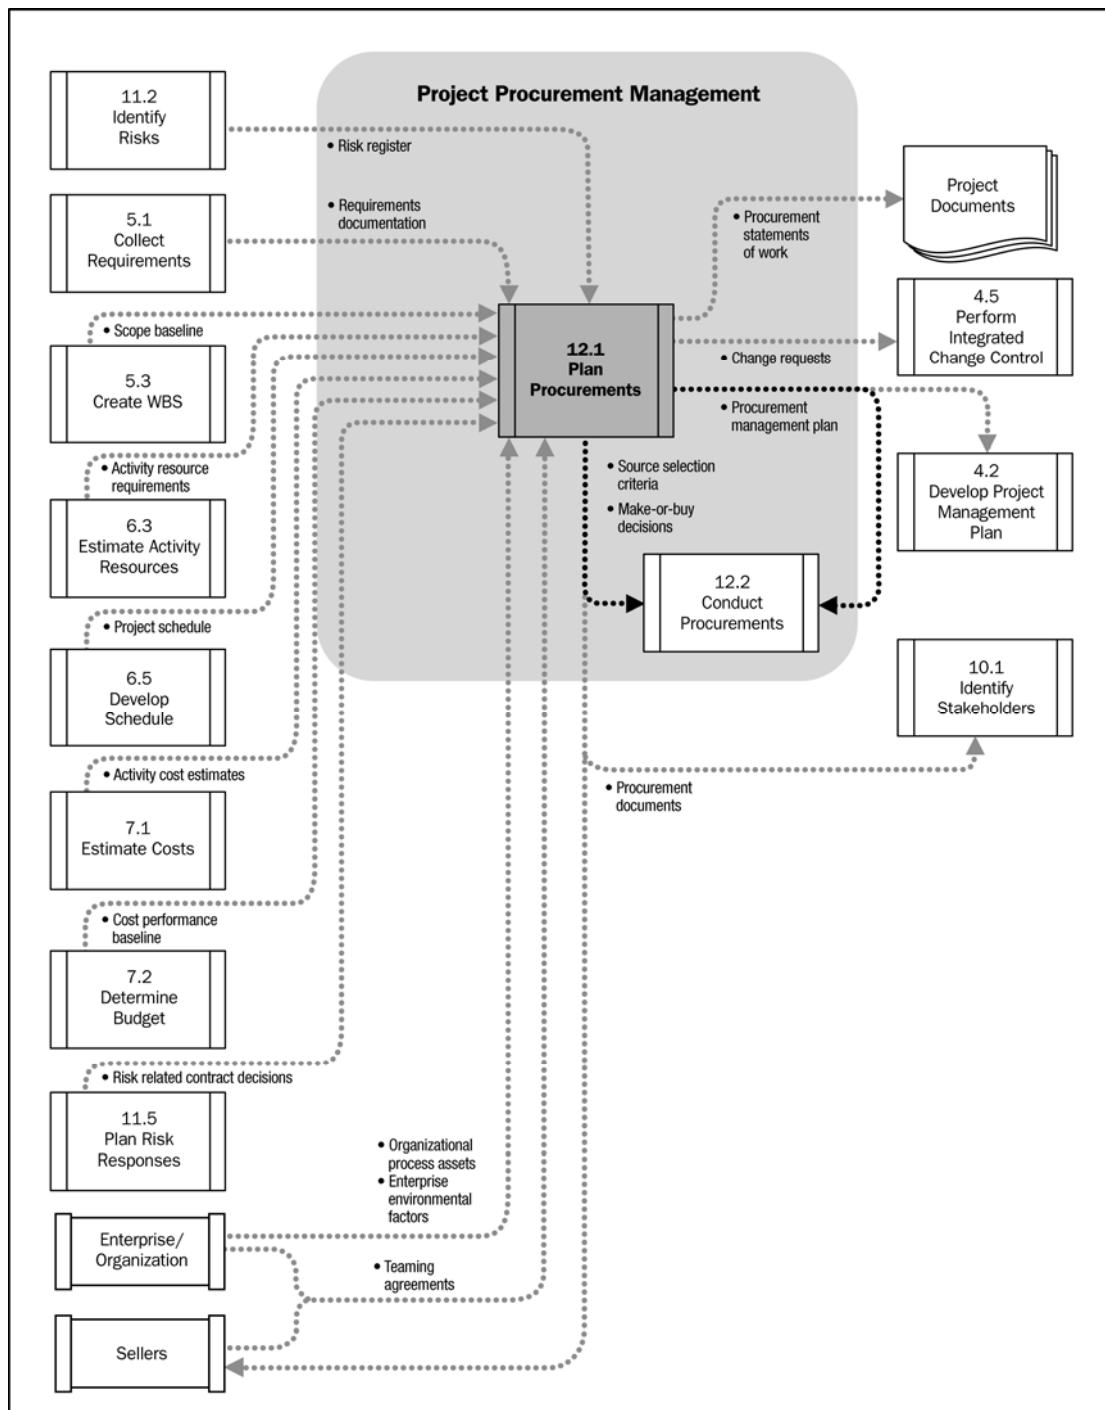 Project Procurement Management
11.2
Identify
Risks
• Risk register
5.1
Collect
Requirements
• Requirements
documentation
• Scope baseline
5.3
Create WBS
• Activity resource
requirements
6.3
Estimate Activity
Resources
• Project schedule
6.5
Develop
Schedule
• Activity cost estimates
7.1
Estimate Costs
• Cost performance
baseline
7.2
Determine
Budget
• Risk related contract decisions
11.5
Plan Risk
Responses
• Organizational
process assets
• Enterprise
environmental
factors
Enterprise/
Organization
• Teaming
agreements
Sellers
12.1
Plan
Procurements
• Source selection
criteria
• Make-or-buy
decisions
12.2
Conduct
Procurements
• Procurement
statements
of work
Project
Documents
• Change requests
4.5
Perform
Integrated
Change Control
• Procurement
management plan
4.2
Develop Project
Management
Plan
10.1
Identify
Stakeholders
• Procurement
documents